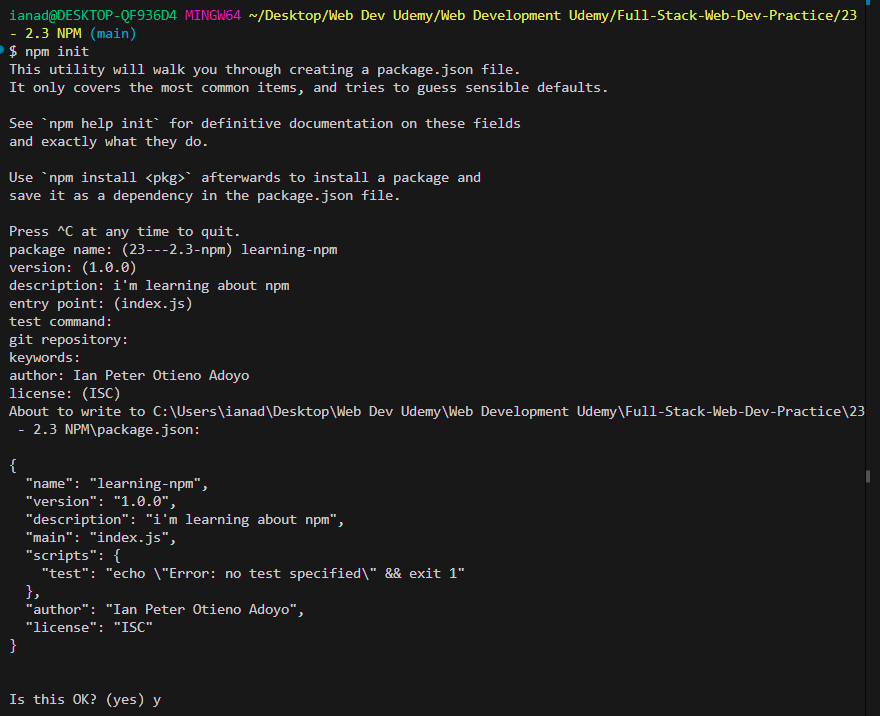 ianad@DESKTOP-QF936D4 MINGW64 ~/Desktop/Web Dev Udemy/Web Development Udemy/Full-Stack-Web-Dev-Practice/23
- 2.3 NPM (main)
$ npm init
This utility will walk you through creating a package.json file.
It only covers the most common items, and tries to guess sensible defaults.

See `npm help init` for definitive documentation on these fields
and exactly what they do.

Use `npm install <pkg>` afterwards to install a package and
save it as a dependency in the package.json file.

Press ^C at any time to quit.
package name: (23---2.3-npm) learning-npm
version: (1.0.0)
description: i'm learning about npm
entry point: (index.js)
test command:
git repository:
keywords:
author: Ian Peter Otieno Adoyo
license: (ISC)
About to write to C:\Users\ianad\Desktop\Web Dev Udemy\Web Development Udemy\Full-Stack-Web-Dev-Practice\23
 - 2.3 NPM\package.json:

{
  "name": "learning-npm",
  "version": "1.0.0",
  "description": "i'm learning about npm",
  "main": "index.js",
  "scripts": {
    "test": "echo \"Error: no test specified\" && exit 1"
  },
  "author": "Ian Peter Otieno Adoyo",
  "license": "ISC"
}

Is this OK? (yes) y